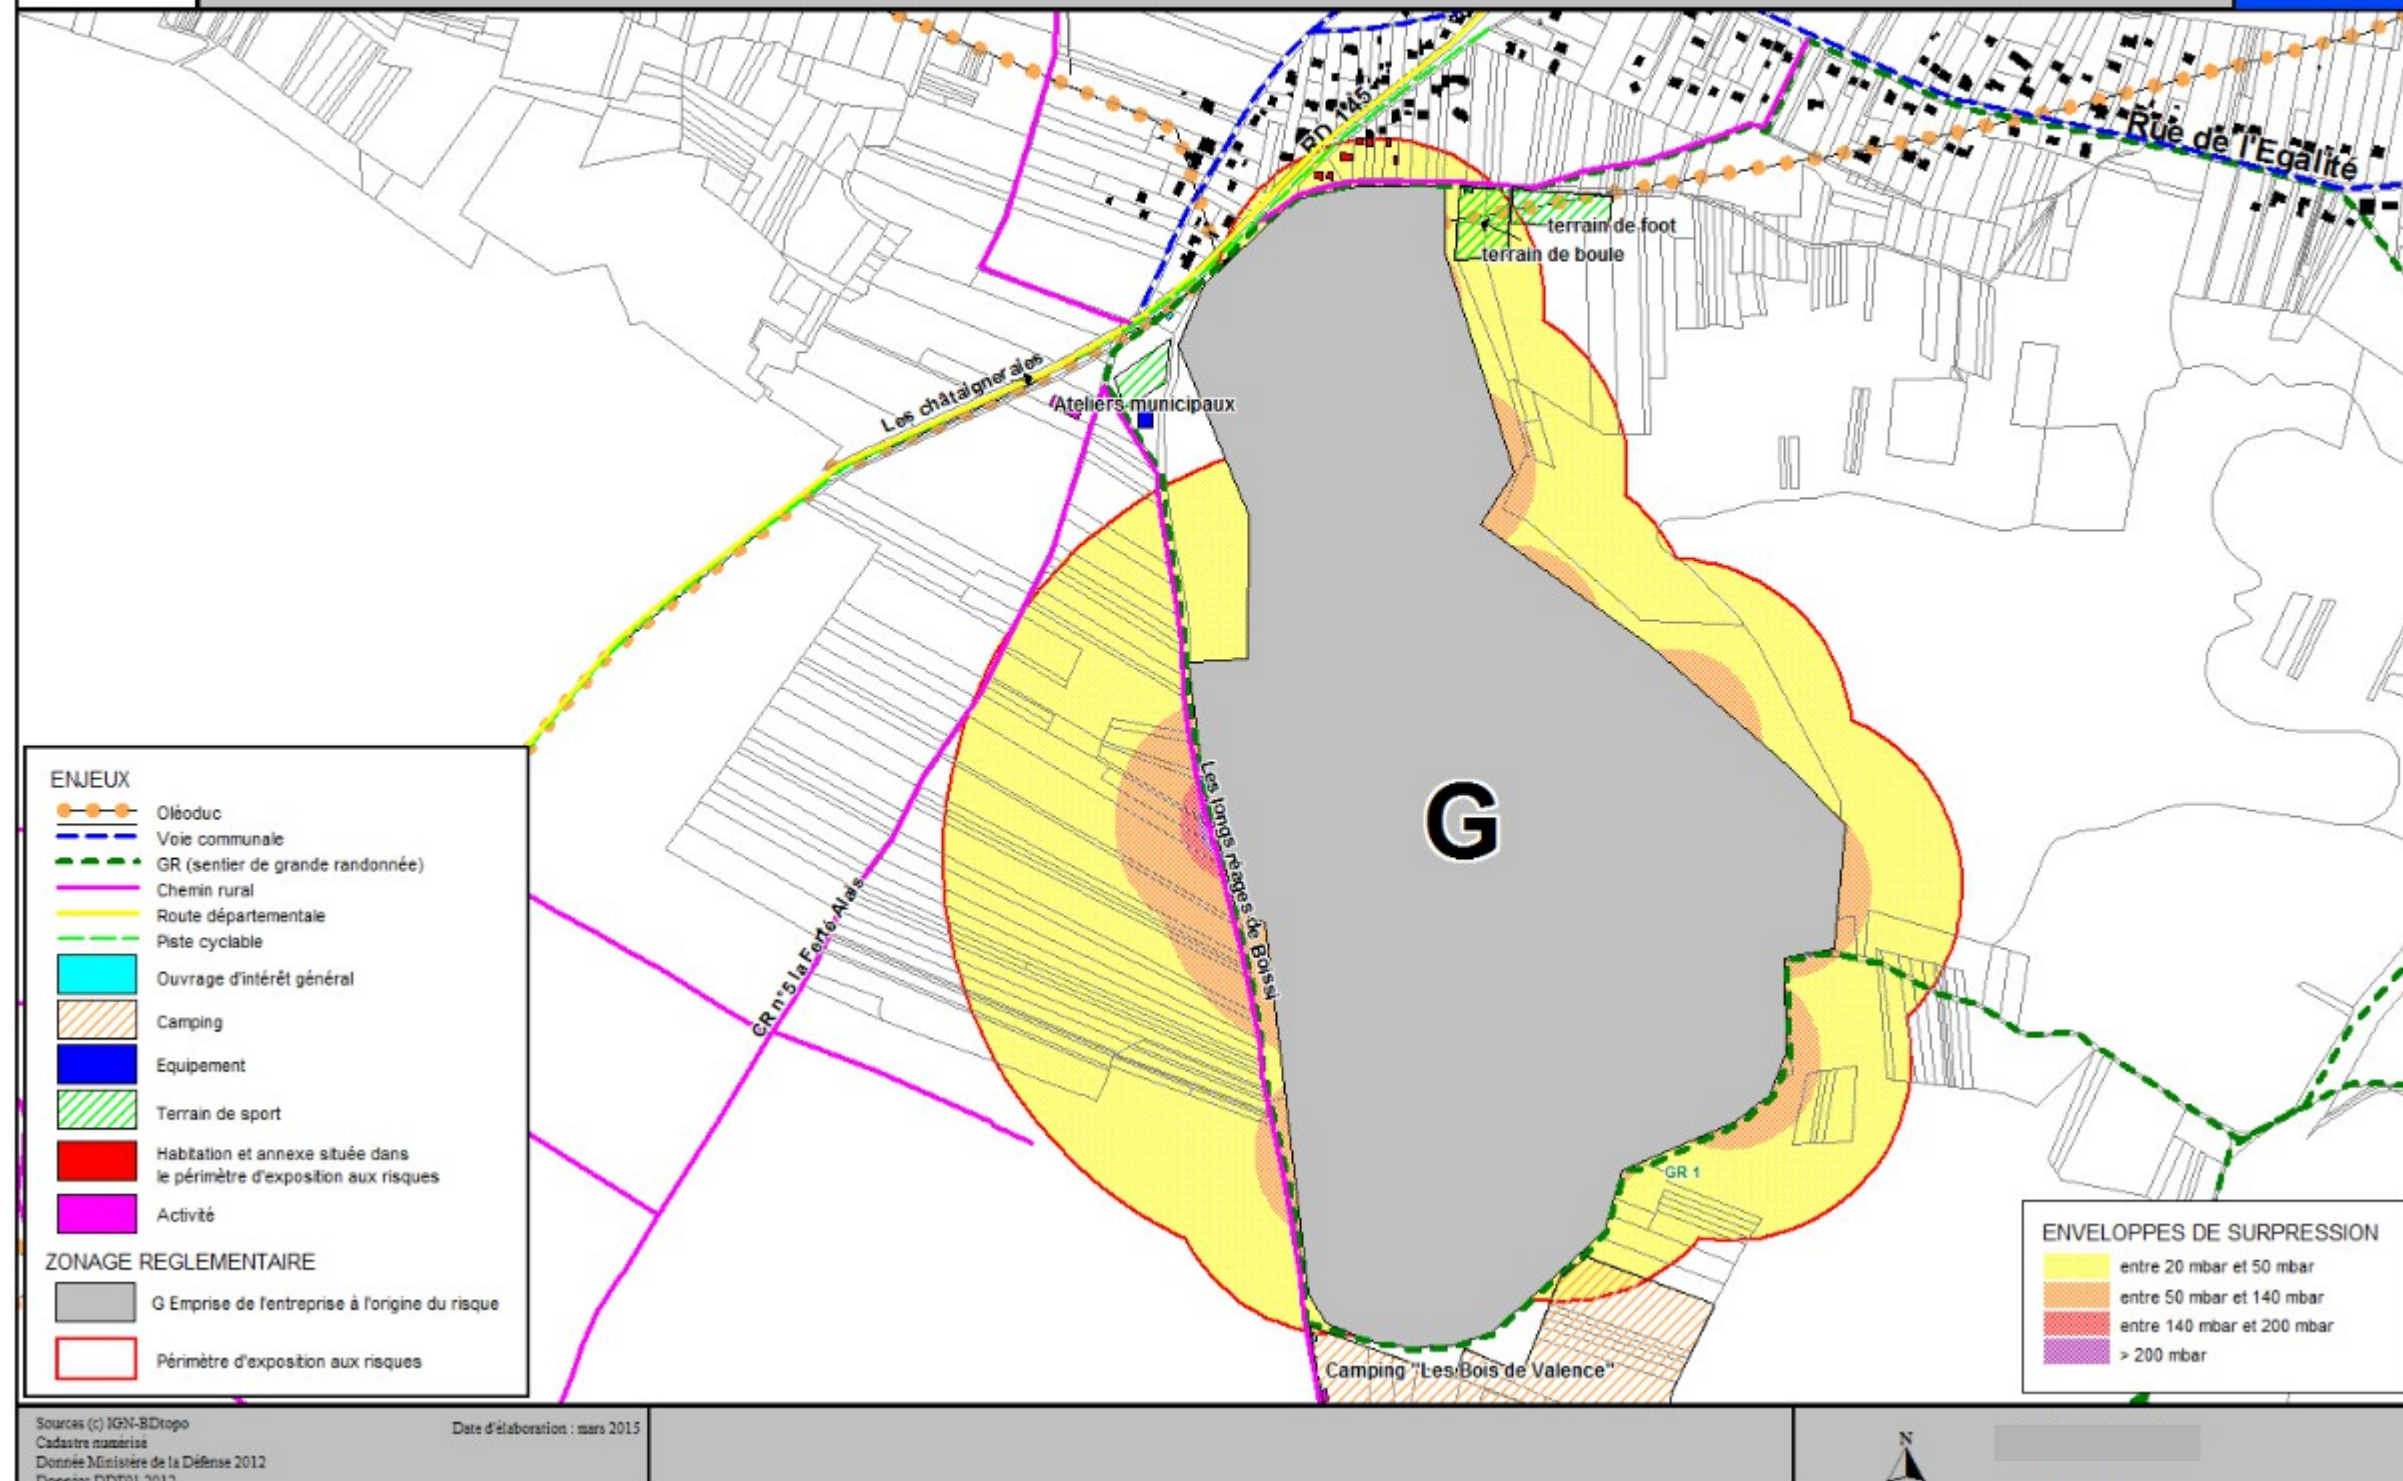 RD 145
Rue de l'Egalité
terrain de foot
terrain de boule
Les châtaigneraies
Ateliers municipaux
Les longs réages de Boissi
G
CR n°5 la Ferté Alais
GR 1
Camping "Les Bois de Valence"
ENJEUX
Oléoduc
Voie communale
GR (sentier de grande randonnée)
Chemin rural
Route départementale
Piste cyclable
Ouvrage d'intérêt général
Camping
Equipement
Terrain de sport
Habitation et annexe située dans
le périmètre d'exposition aux risques
Activité
ZONAGE REGLEMENTAIRE
G Emprise de l'entreprise à l'origine du risque
Périmètre d'exposition aux risques
ENVELOPPES DE SURPRESSION
entre 20 mbar et 50 mbar
entre 50 mbar et 140 mbar
entre 140 mbar et 200 mbar
> 200 mbar
Sources (c) IGN-BDtopo
Cadastre numérisé
Donnée Ministère de la Défense 2012
Date d'élaboration : mars 2015
N